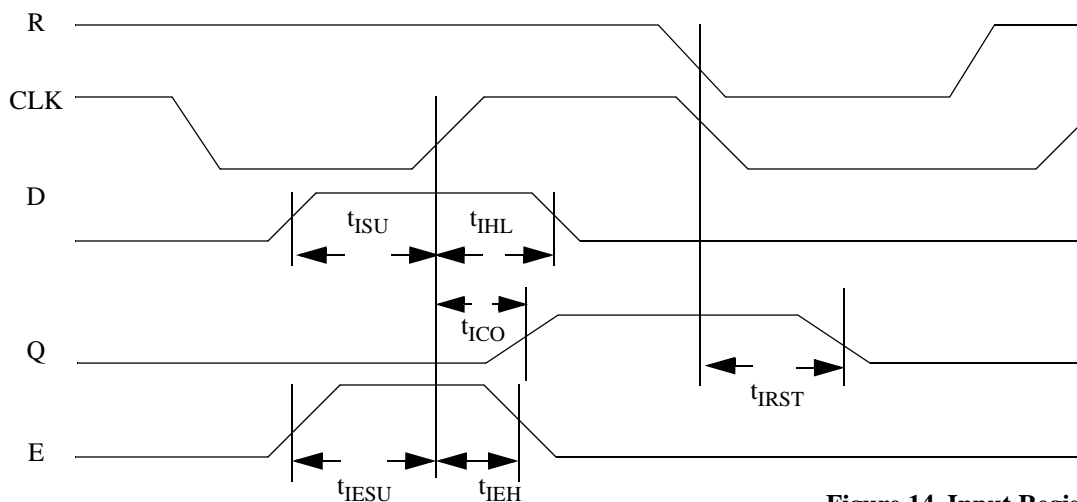 R
CLK
D
tISU
tIHL
tICO
Q
tIRST
E
tIESU
tIEH
Figure 14. Input Regis